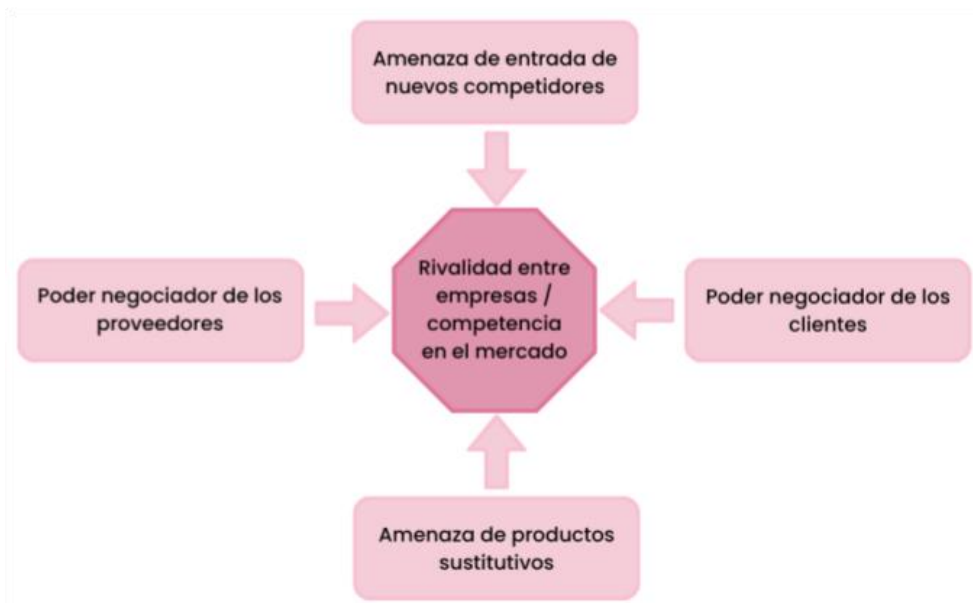 Amenaza de entrada de
nuevos competidores
Poder negociador de los
proveedores
Rivalidad entre
empresas /
competencia
en el mercado
Poder negociador de los
clientes
Amenaza de productos
sustitutivos